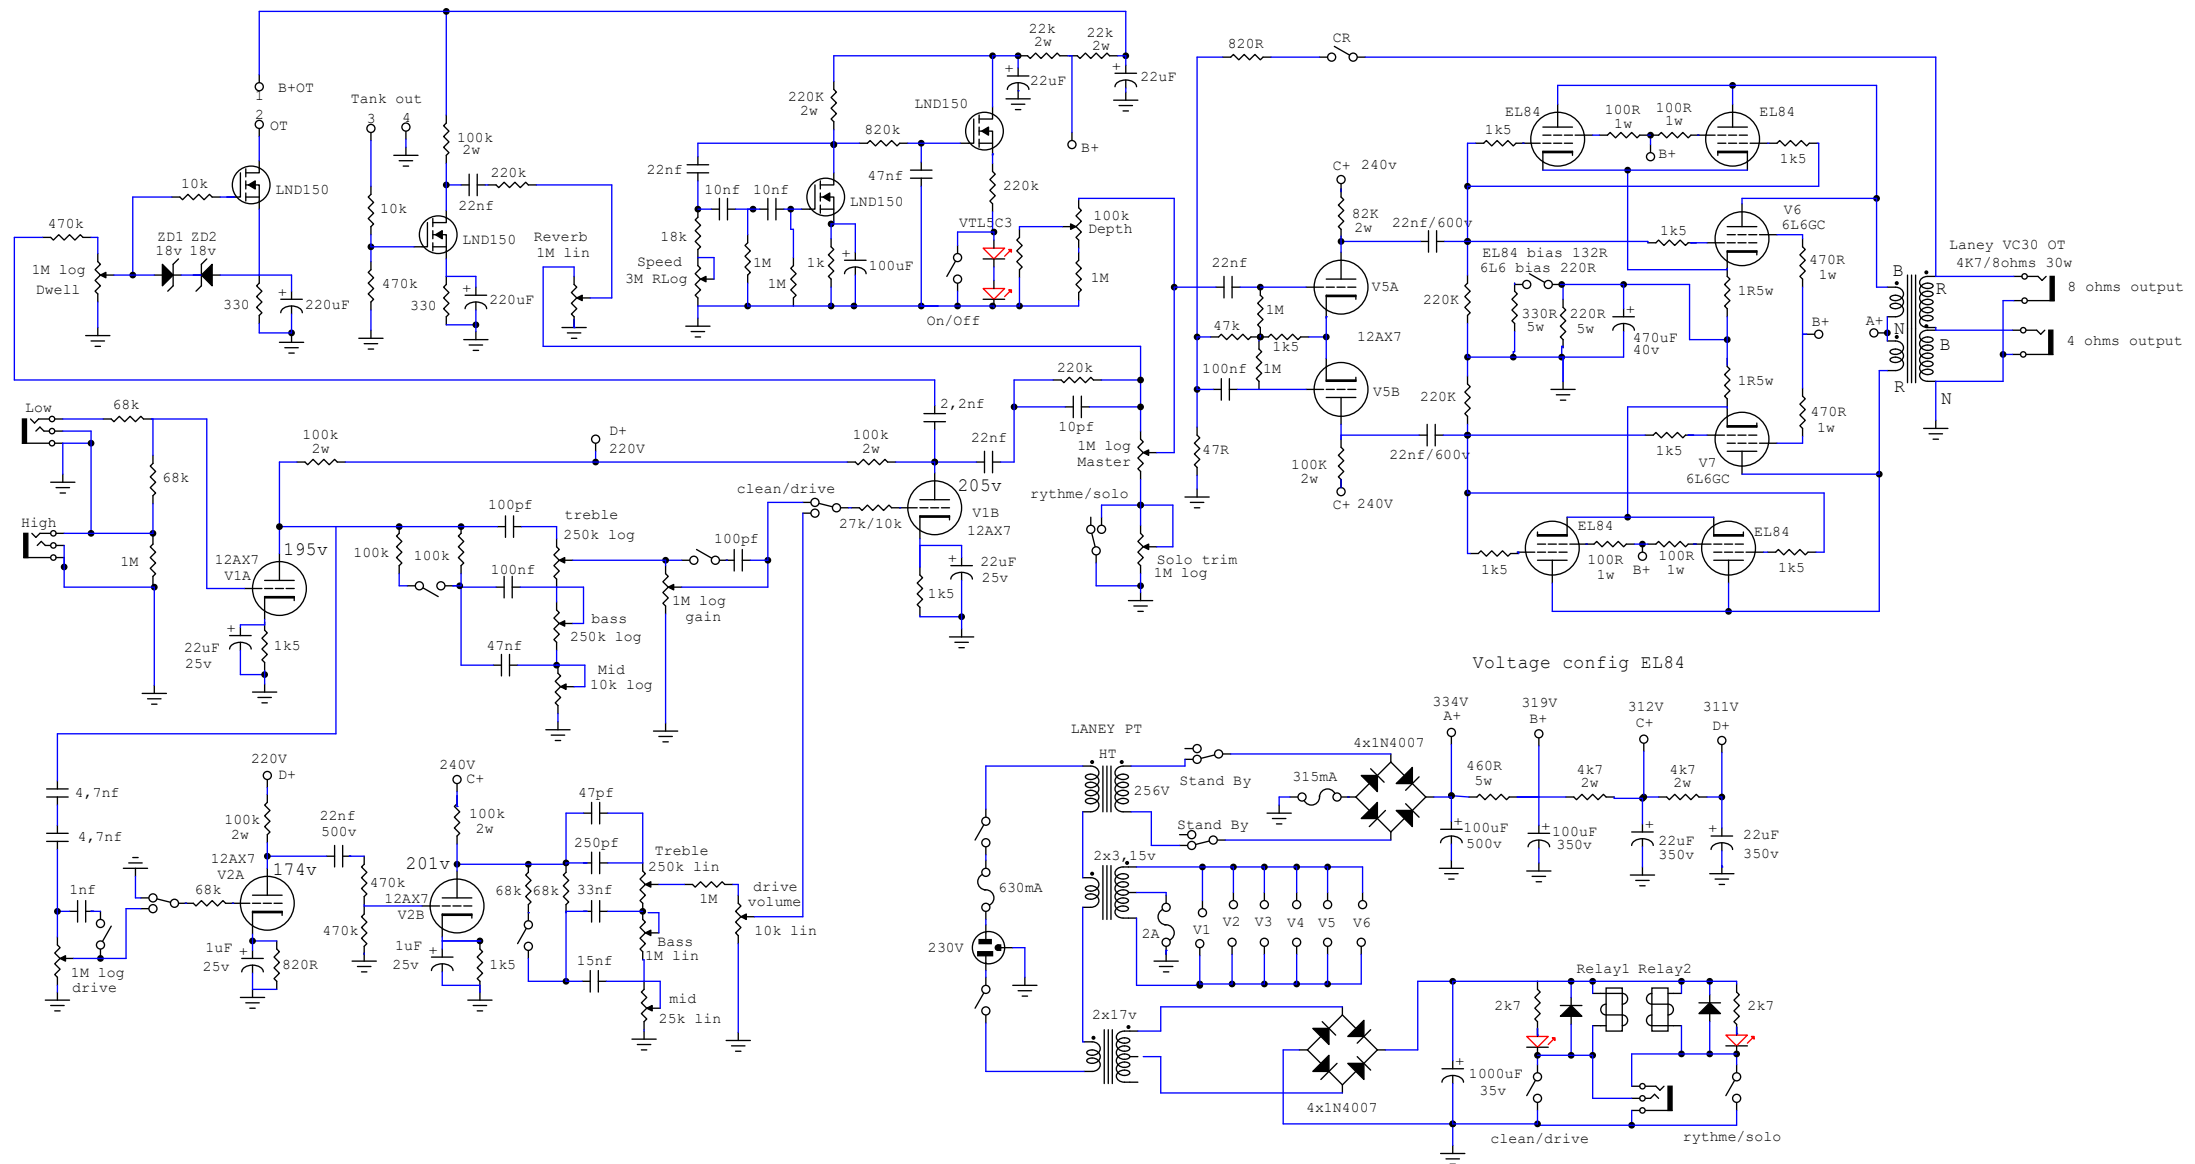 B+OT
1
2
OT
10k
LND150
470k
ZD1 ZD2
18v 18v
1M log
Dwell
330
220uF
Tank out
3 4
100k
2w
220k
22nf
10k
LND150
470k
330
220uF
Reverb
1M lin
22k
2w
22k
2w
22uF
22uF
220K
2w
LND150
820k
B+
22nf
47nf
10nf 10nf
LND150
220k
18k
VTL5C3
100k
Depth
Speed
3M RLog
1M
1M
1k
100uF
1M
On/Off
820R
CR
C+ 240v
82K
2w
22nf/600v
22nf
V5A
1M
47k
1k5
12AX7
1M
100nf
V5B
47R
100K
2w
22nf/600v
C+ 240V
EL84
100R
1w
100R
1w
EL84
1k5
B+
1k5
V6
6L6GC
1k5
470R
1w
EL84 bias 132R
6L6 bias 220R
1R5w
220K
330R
5w
220R
5w
470uF
40v
B+
1R5w
220K
470R
1w
1k5
V7
6L6GC
EL84
EL84
1k5
100R
1w
B+
100R
1w
1k5
Laney VC30 OT
4K7/8ohms 30w
B
R
A+
N
B
R
N
8 ohms output
4 ohms output
Low
68k
68k
High
1M
100k
2w
D+
220V
100k
2w
2,2nf
22nf
220k
10pf
1M log
Master
205v
V1B
12AX7
clean/drive
27k/10k
rythme/solo
Solo trim
1M log
22uF
25v
1k5
195v
12AX7
V1A
22uF
25v
1k5
100k
100k
100pf
treble
250k log
100nf
bass
250k log
47nf
Mid
10k log
100pf
1M log
gain
4,7nf
4,7nf
1nf
1M log
drive
68k
220V
D+
100k
2w
12AX7
V2A
174v
1uF
25v
820R
22nf
500v
470k
470k
240V
C+
100k
2w
201v
12AX7
V2B
1uF
25v
1k5
68k
68k
47pf
250pf
33nf
15nf
Treble
250k lin
1M
Bass
1M lin
mid
25k lin
drive
volume
10k lin
Voltage config EL84
LANEY PT
HT
256V
Stand By
Stand By
4x1N4007
315mA
334V
A+
460R
5w
319V
B+
4k7
2w
312V
C+
4k7
2w
311V
D+
100uF
500v
100uF
350v
22uF
350v
22uF
350v
630mA
230V
2x3,15v
2A
V1
V2
V3
V4
V5
V6
2x17v
4x1N4007
1000uF
35v
Relay1 Relay2
2k7
2k7
clean/drive
rythme/solo